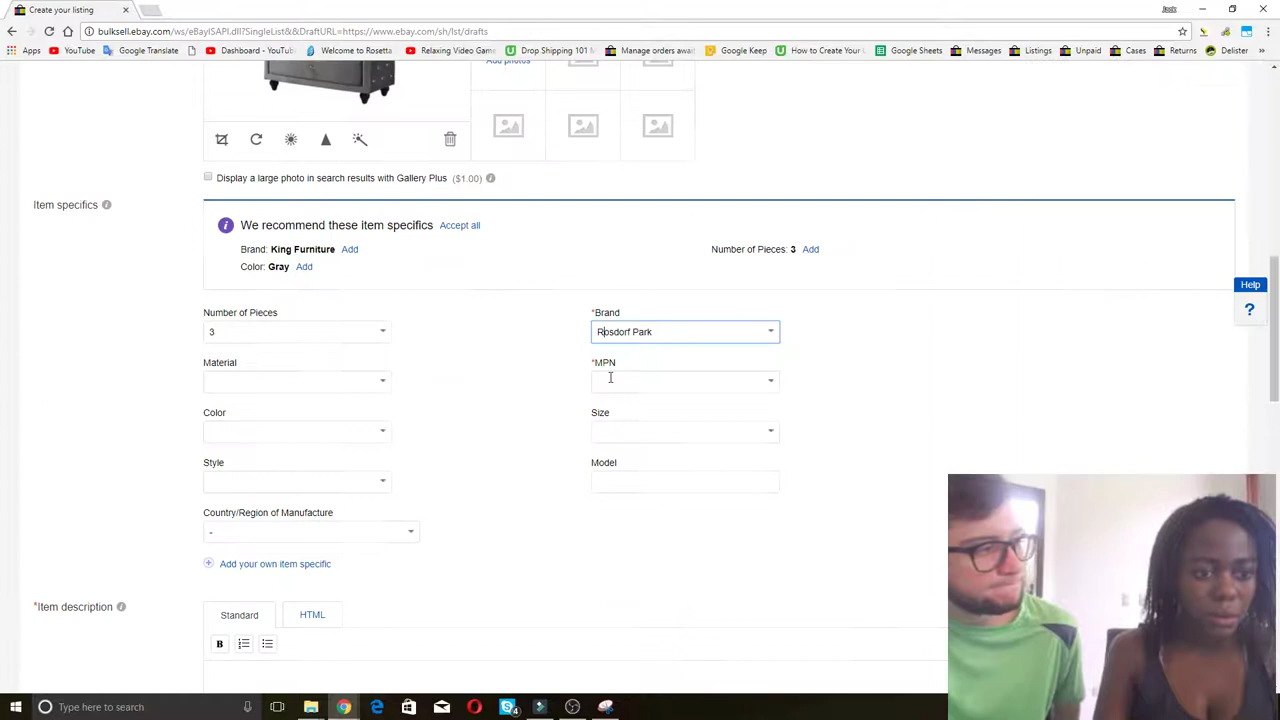 Create your listing
bulksell.ebay.com/ws/eBayISAPI.dll?SingleList&&DraftURL=https://www.ebay.com/sh/lst/drafts
Apps YouTube Google Translate Dashboard - YouTu Welcome to Rosetta Relaxing Video Game Drop Shipping 101 M Manage orders await Google Keep How to Create Your Google Sheets Messages Listings Unpaid Cases Returns Delister »
Add photos
Display a large photo in search results with Gallery Plus ($1.00)
Item specifics
We recommend these item specifics Accept all
Brand: King Furniture Add
Number of Pieces: 3 Add
Color: Gray Add
Help
?
Number of Pieces
*Brand
3
Rosdorf Park
Material
*MPN
Color
Size
Style
Model
Country/Region of Manufacture
-
Add your own item specific
*Item description
Standard
HTML
B
Type here to search
4